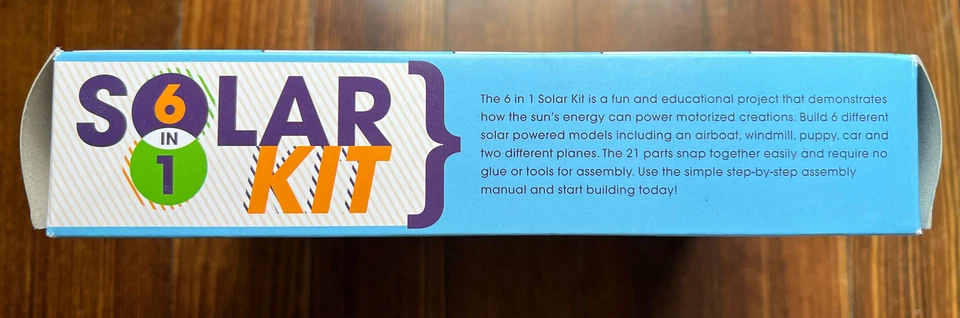 SOLAR
6
IN
1
KIT
The 6 in 1 Solar Kit is a fun and educational project that demonstrates
how the sun's energy can power motorized creations. Build 6 different
solar powered models including an airboat, windmill, puppy, car and
two different planes. The 21 parts snap together easily and require no
glue or tools for assembly. Use the simple step-by-step assembly
manual and start building today!